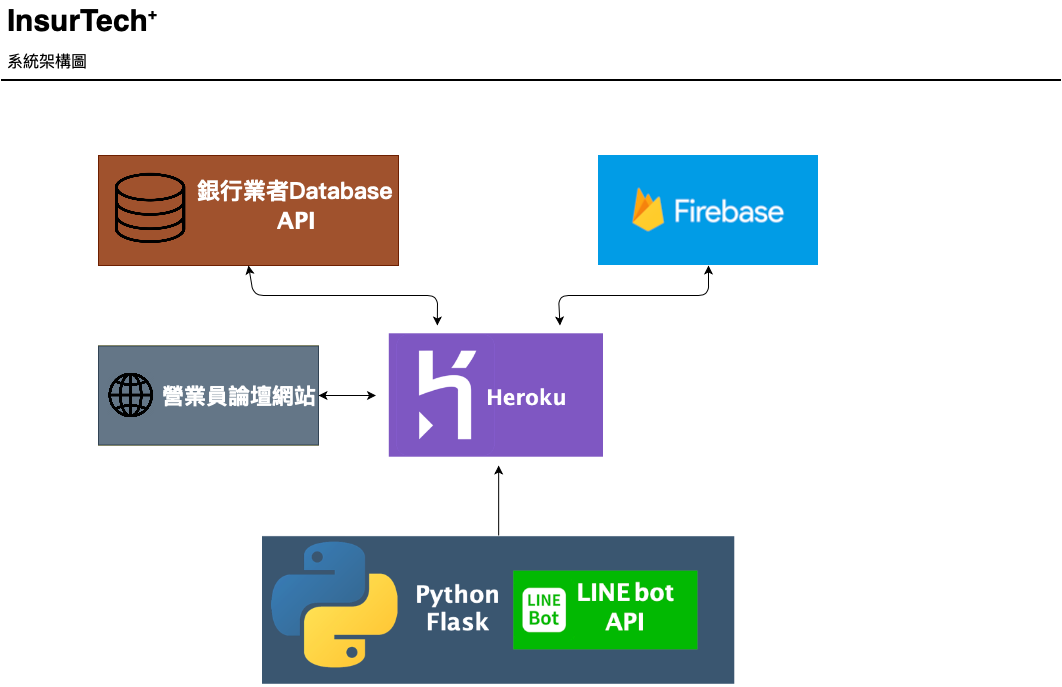 InsurTech+
系統架構圖
銀行業者Database
API
Firebase
營業員論壇網站
Heroku
Python
Flask
LINE
Bot
LINE bot
API